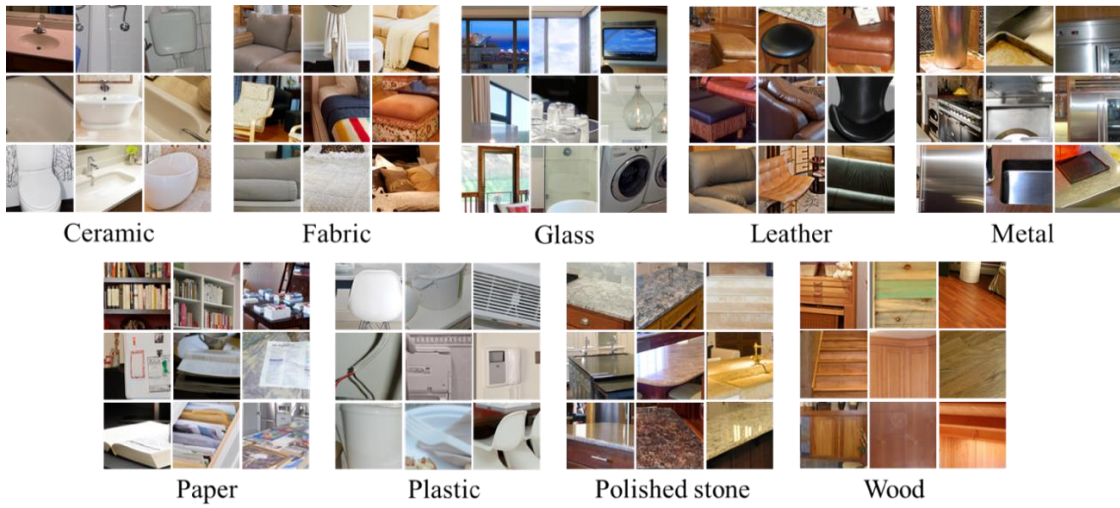 Ceramic
Fabric
Glass
Leather
Metal
Paper
Plastic
Polished stone
Wood